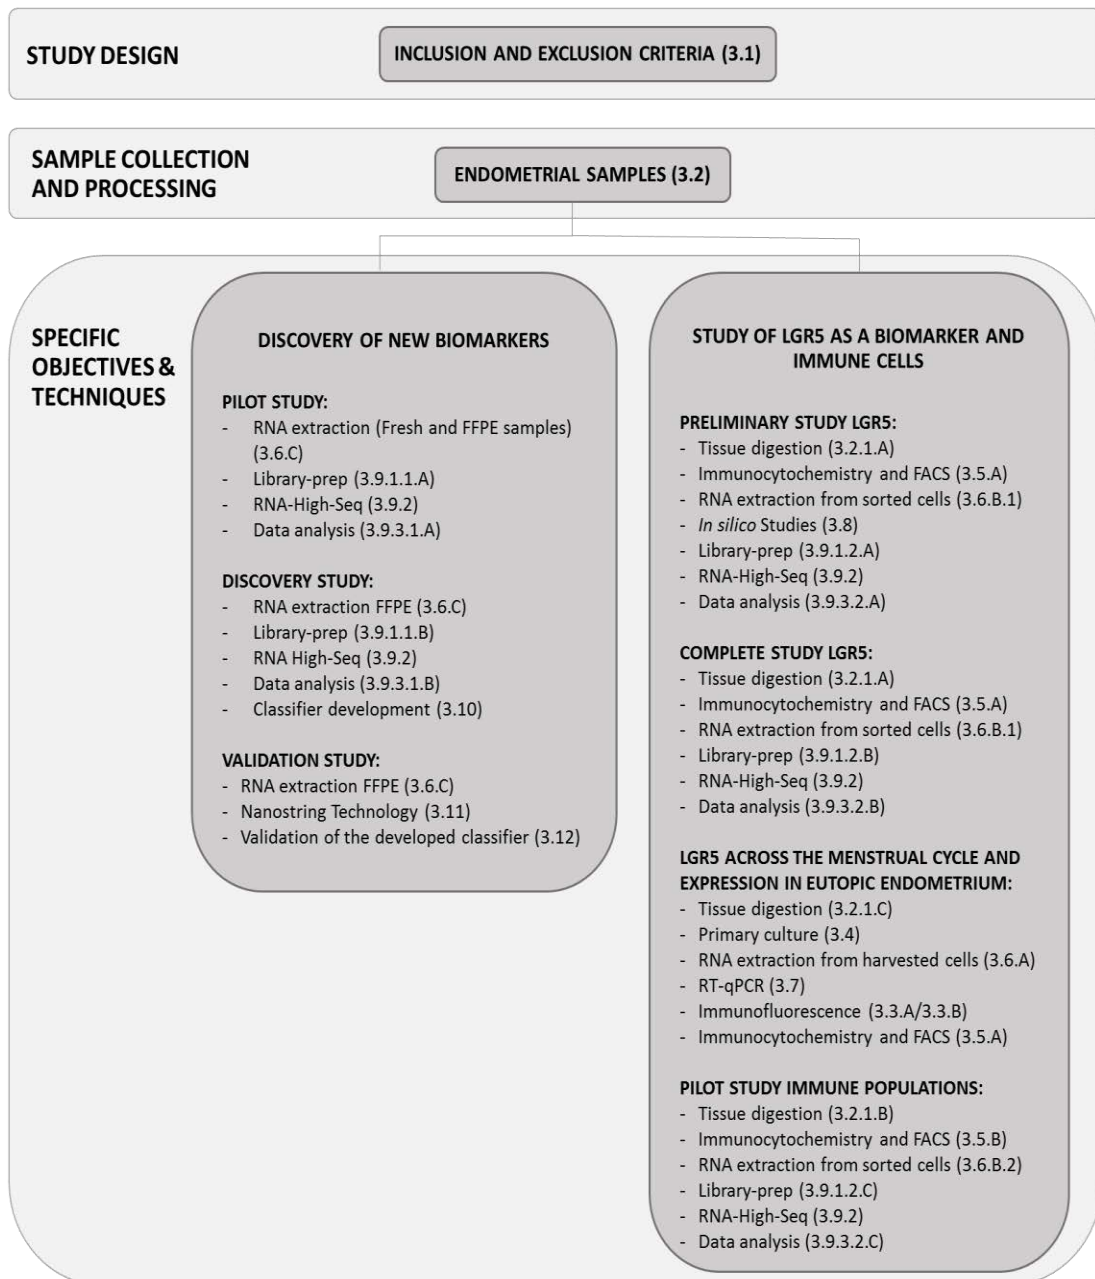 STUDY DESIGN
INCLUSION AND EXCLUSION CRITERIA (3.1)
SAMPLE COLLECTION
AND PROCESSING
ENDOMETRIAL SAMPLES (3.2)
SPECIFIC
OBJECTIVES &
TECHNIQUES
DISCOVERY OF NEW BIOMARKERS
PILOT STUDY:
- RNA extraction (Fresh and FFPE samples)
(3.6.C)
- Library-prep (3.9.1.1.A)
- RNA-High-Seq (3.9.2)
- Data analysis (3.9.3.1.A)
DISCOVERY STUDY:
- RNA extraction FFPE (3.6.C)
- Library-prep (3.9.1.1.B)
- RNA High-Seq (3.9.2)
- Data analysis (3.9.3.1.B)
- Classifier development (3.10)
VALIDATION STUDY:
- RNA extraction FFPE (3.6.C)
- Nanostring Technology (3.11)
- Validation of the developed classifier (3.12)
STUDY OF LGR5 AS A BIOMARKER AND
IMMUNE CELLS
PRELIMINARY STUDY LGR5:
- Tissue digestion (3.2.1.A)
- Immunocytochemistry and FACS (3.5.A)
- RNA extraction from sorted cells (3.6.B.1)
- In silico Studies (3.8)
- Library-prep (3.9.1.2.A)
- RNA-High-Seq (3.9.2)
- Data analysis (3.9.3.2.A)
COMPLETE STUDY LGR5:
- Tissue digestion (3.2.1.A)
- Immunocytochemistry and FACS (3.5.A)
- RNA extraction from sorted cells (3.6.B.1)
- Library-prep (3.9.1.2.B)
- RNA-High-Seq (3.9.2)
- Data analysis (3.9.3.2.B)
LGR5 ACROSS THE MENSTRUAL CYCLE AND
EXPRESSION IN EUTOPIC ENDOMETRIUM:
- Tissue digestion (3.2.1.C)
- Primary culture (3.4)
- RNA extraction from harvested cells (3.6.A)
- RT-qPCR (3.7)
- Immunofluorescence (3.3.A/3.3.B)
- Immunocytochemistry and FACS (3.5.A)
PILOT STUDY IMMUNE POPULATIONS:
- Tissue digestion (3.2.1.B)
- Immunocytochemistry and FACS (3.5.B)
- RNA extraction from sorted cells (3.6.B.2)
- Library-prep (3.9.1.2.C)
- RNA-High-Seq (3.9.2)
- Data analysis (3.9.3.2.C)